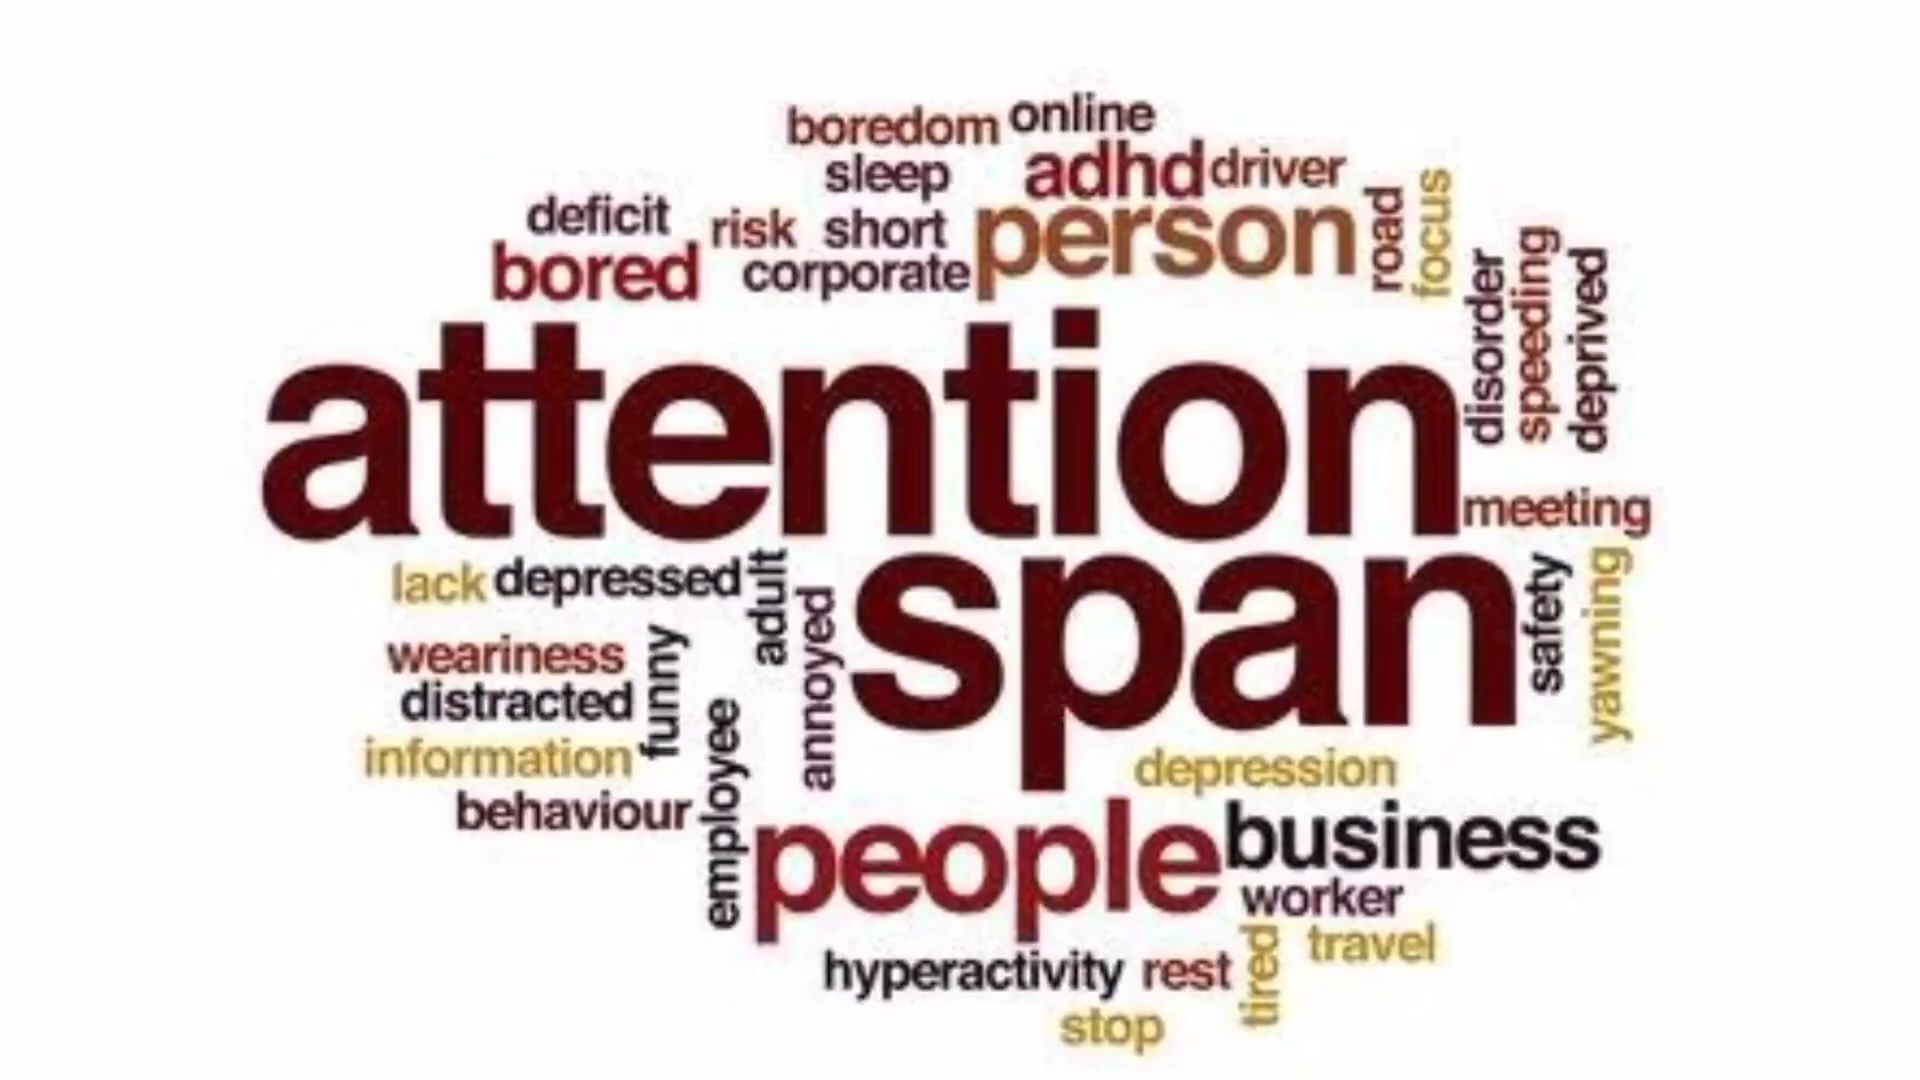 boredom online
sleep adhd driver
deficit risk short person road focus
bored corporate
disorder speeding deprived
attention
meeting
lack depressed adult span safety yawning
annoyed
weariness funny
distracted
information employee depression
behaviour people business
worker
hyperactivity rest tired travel
stop